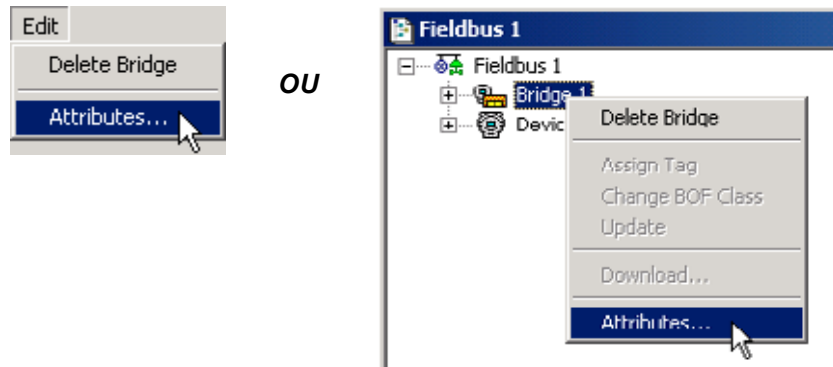 Edit
Delete Bridge
Attributes...
OU
Fieldbus 1
Fieldbus 1
Bridge 1
Devic
Delete Bridge
Assign Tag
Change BOF Class
Update
Download...
Attributes...